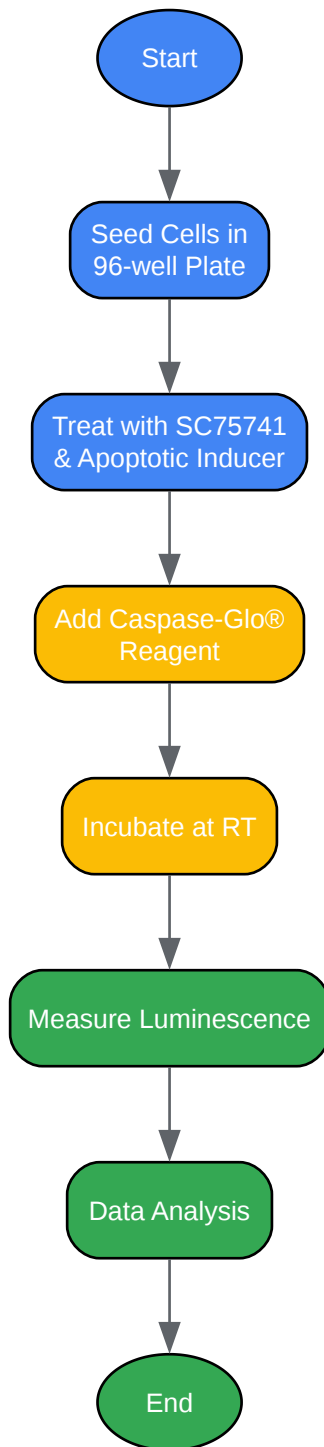 Start
Seed Cells in
96-well Plate
Treat with SC75741
& Apoptotic Inducer
Add Caspase-Glo®
Reagent
Incubate at RT
Measure Luminescence
Data Analysis
End